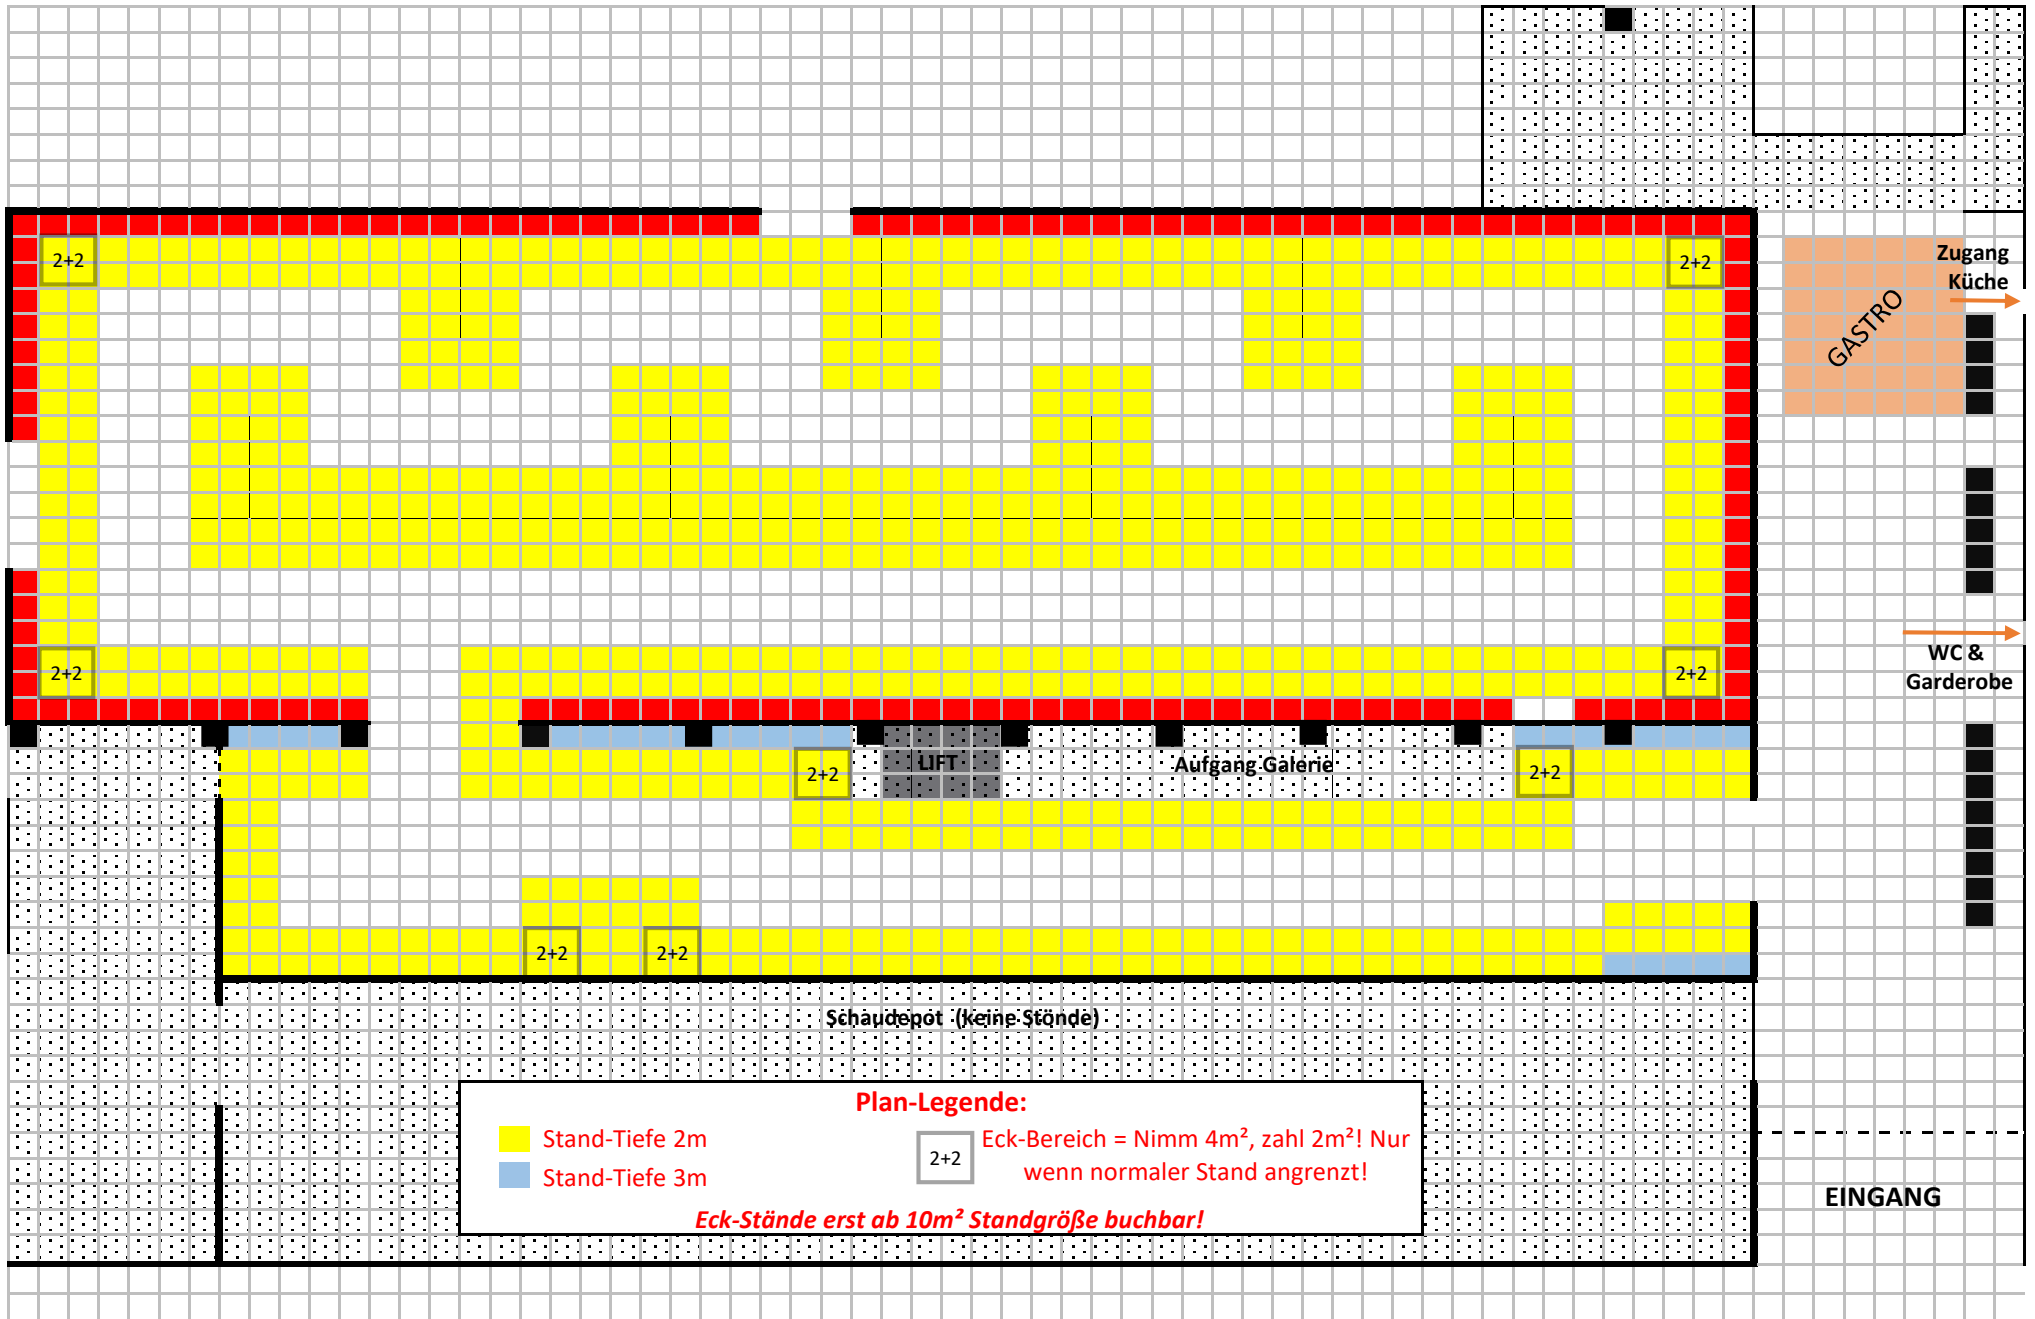 2+2
2+2
Zugang
Küche
GASTRO
2+2
2+2
WC &
Garderobe
2+2
LIFT
Aufgang Galerie
2+2
2+2
2+2
Schaudepot (keine Stönde)
Plan-Legende:
Stand-Tiefe 2m
Stand-Tiefe 3m
2+2
Eck-Bereich = Nimm 4m², zahl 2m²! Nur
wenn normaler Stand angrenzt!
Eck-Stände erst ab 10m² Standgröße buchbar!
EINGANG